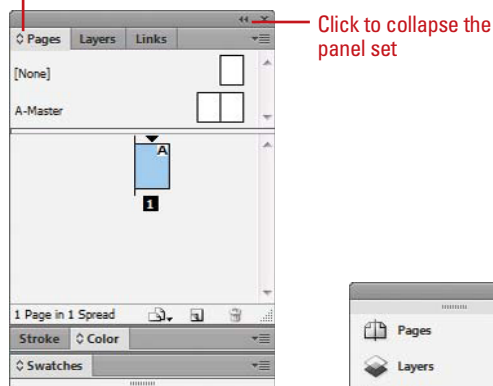 Click to collapse the
panel set
Pages Layers Links
[None]
A-Master
A
1
1 Page in 1 Spread
Stroke Color
Swatches
Pages
Layers